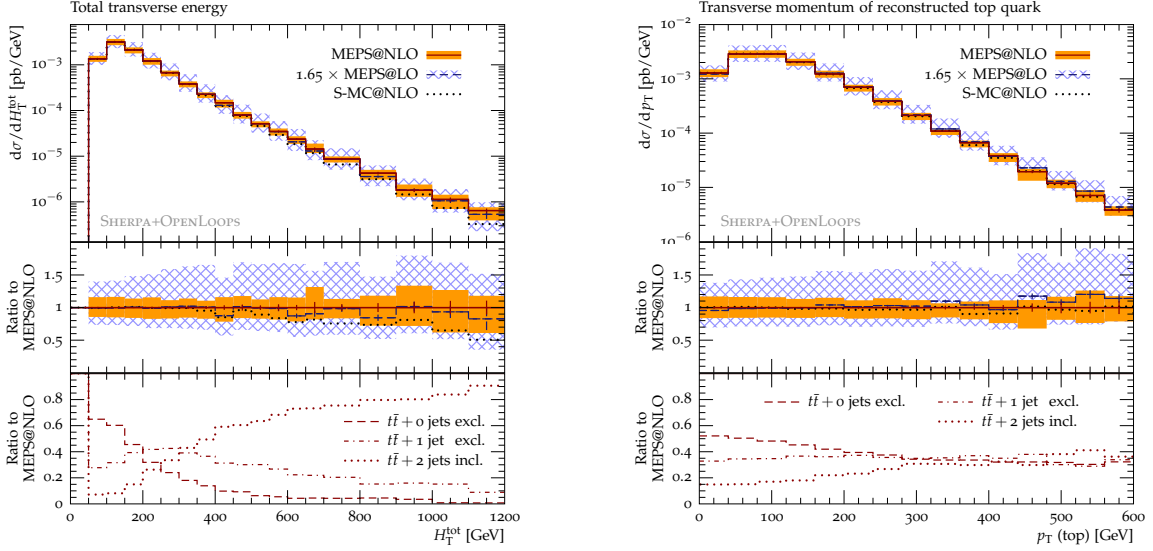 Total transverse energy
MEPS@NLO
1.65 × MEPS@LO
S-MC@NLO
dσ/dH_T^tot [pb/GeV]
10^−3
10^−4
10^−5
10^−6
SHERPA+OPENLOOPS
Ratio to
MEPS@NLO
1.5
1
0.5
Ratio to
MEPS@NLO
0.8
0.6
0.4
0.2
0
tt̄ + 0 jets excl.
tt̄ + 1 jet excl.
tt̄ + 2 jets incl.
0 200 400 600 800 1000 1200
H_T^tot [GeV]
Transverse momentum of reconstructed top quark
MEPS@NLO
1.65 × MEPS@LO
S-MC@NLO
dσ/dp_T [pb/GeV]
10^−2
10^−3
10^−4
10^−5
10^−6
SHERPA+OPENLOOPS
Ratio to
MEPS@NLO
1.5
1
0.5
Ratio to
MEPS@NLO
0.8
0.6
0.4
0.2
0
tt̄ + 0 jets excl.
tt̄ + 1 jet excl.
tt̄ + 2 jets incl.
0 100 200 300 400 500 600
p_T (top) [GeV]